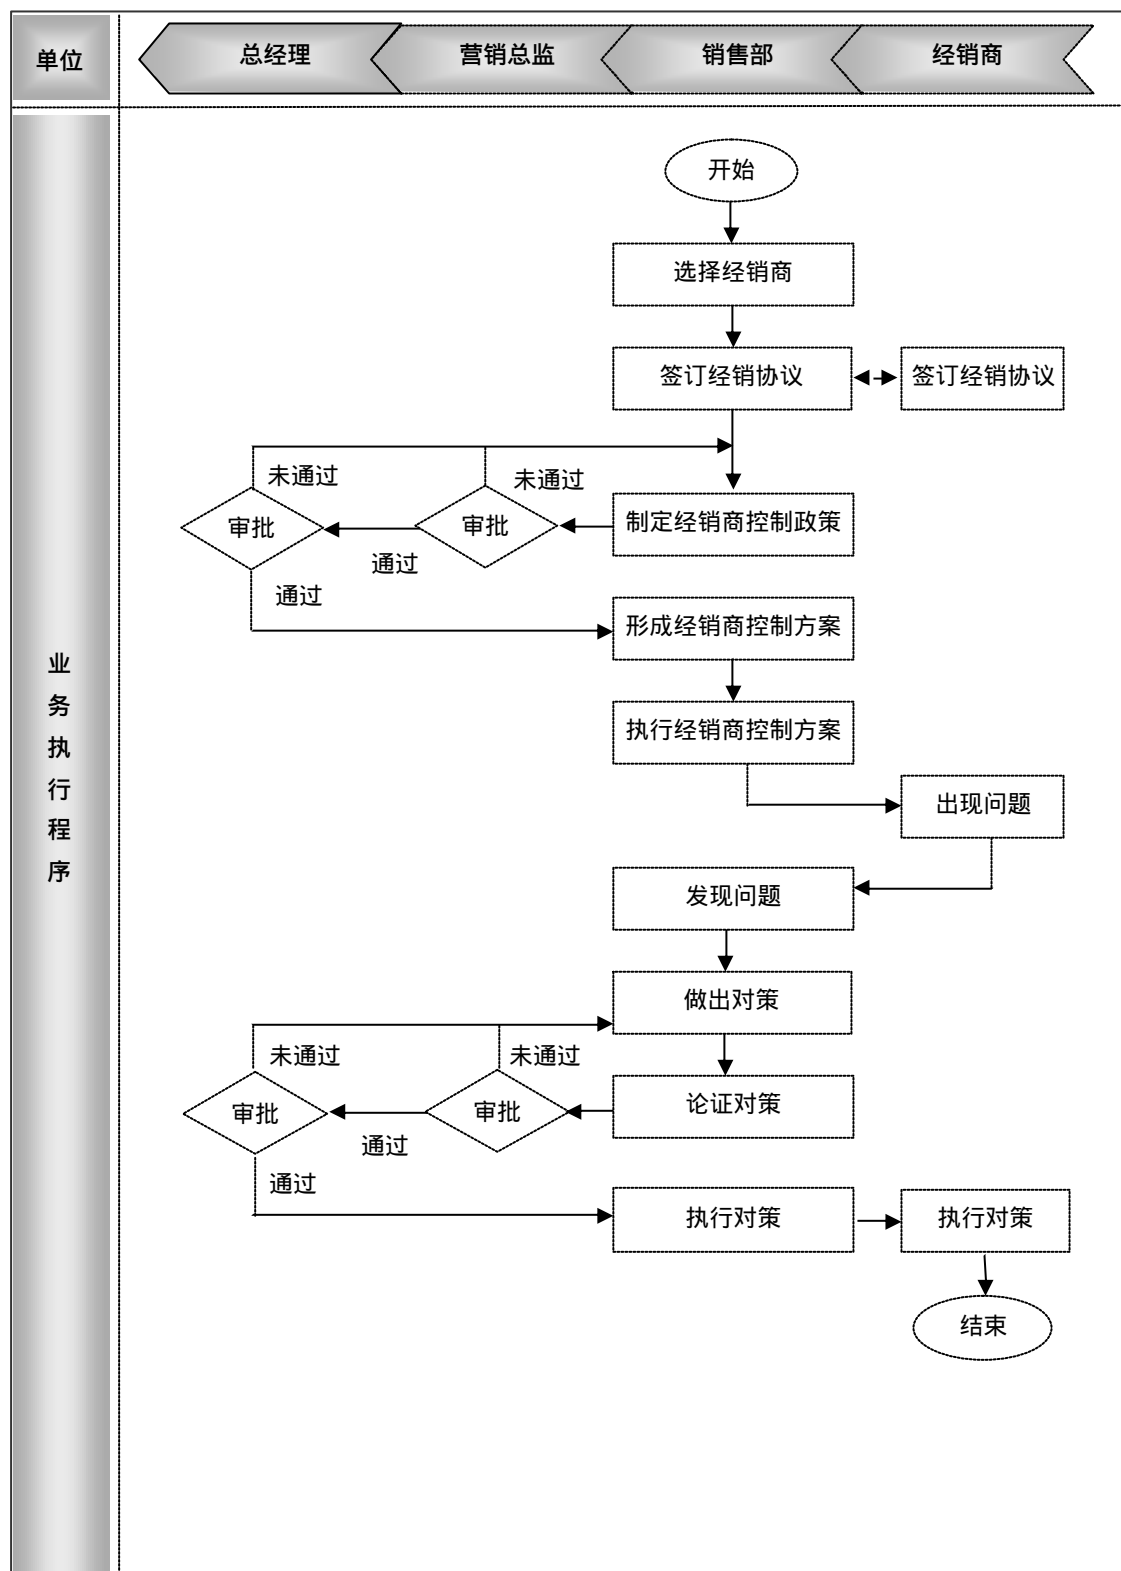 单位
总经理
营销总监
销售部
经销商
业务执行程序
开始
选择经销商
签订经销协议
签订经销协议
未通过
未通过
审批
审批
制定经销商控制政策
通过
通过
形成经销商控制方案
执行经销商控制方案
出现问题
发现问题
做出对策
未通过
未通过
审批
审批
论证对策
通过
通过
执行对策
执行对策
结束